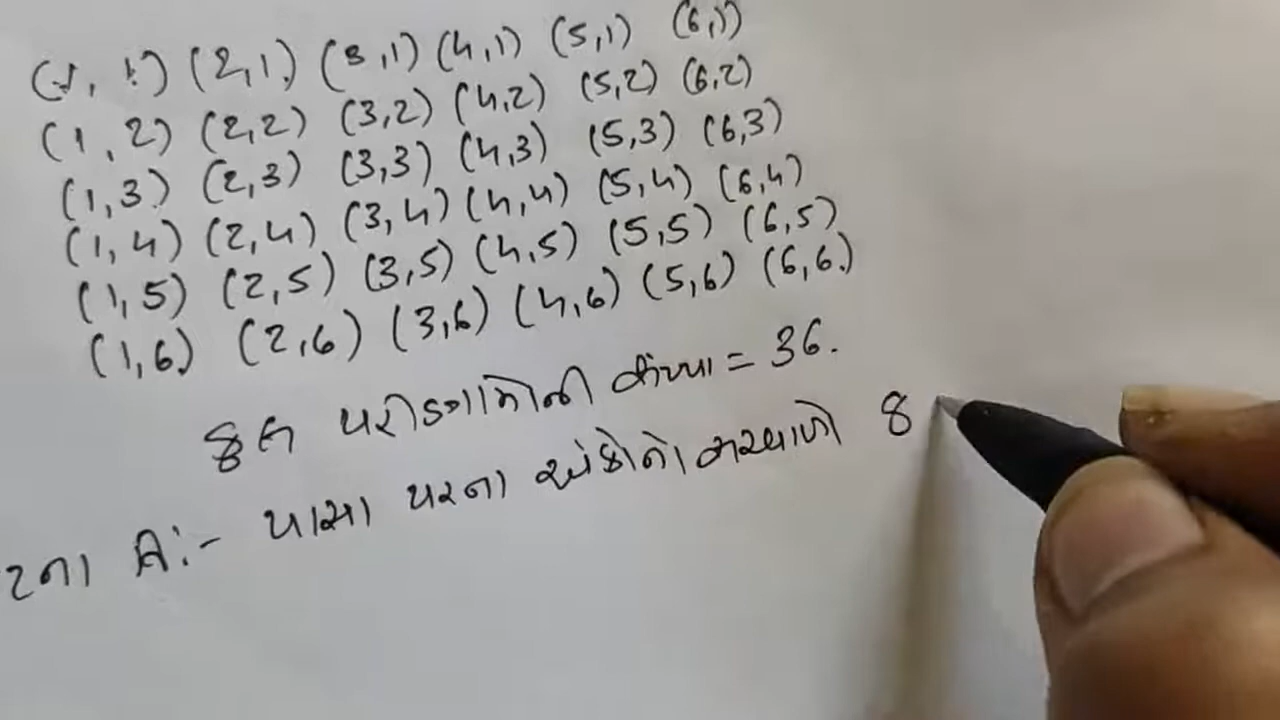 (1, 1) (2,1) (3,1) (4,1) (5,1) (6,1)
(1, 2) (2,2) (3,2) (4,2) (5,2) (6,2)
(1,3) (2,3) (3,3) (4,3) (5,3) (6,3)
(1,4) (2,4) (3,4) (4,4) (5,4) (6,4)
(1,5) (2,5) (3,5) (4,5) (5,5) (6,5)
(1,6) (2,6) (3,6) (4,6) (5,6) (6,6)
કુલ પરીણામોની સંખ્યા = 36.
ટના A:- પાસા પરના અંકોનો સરવાળો 8